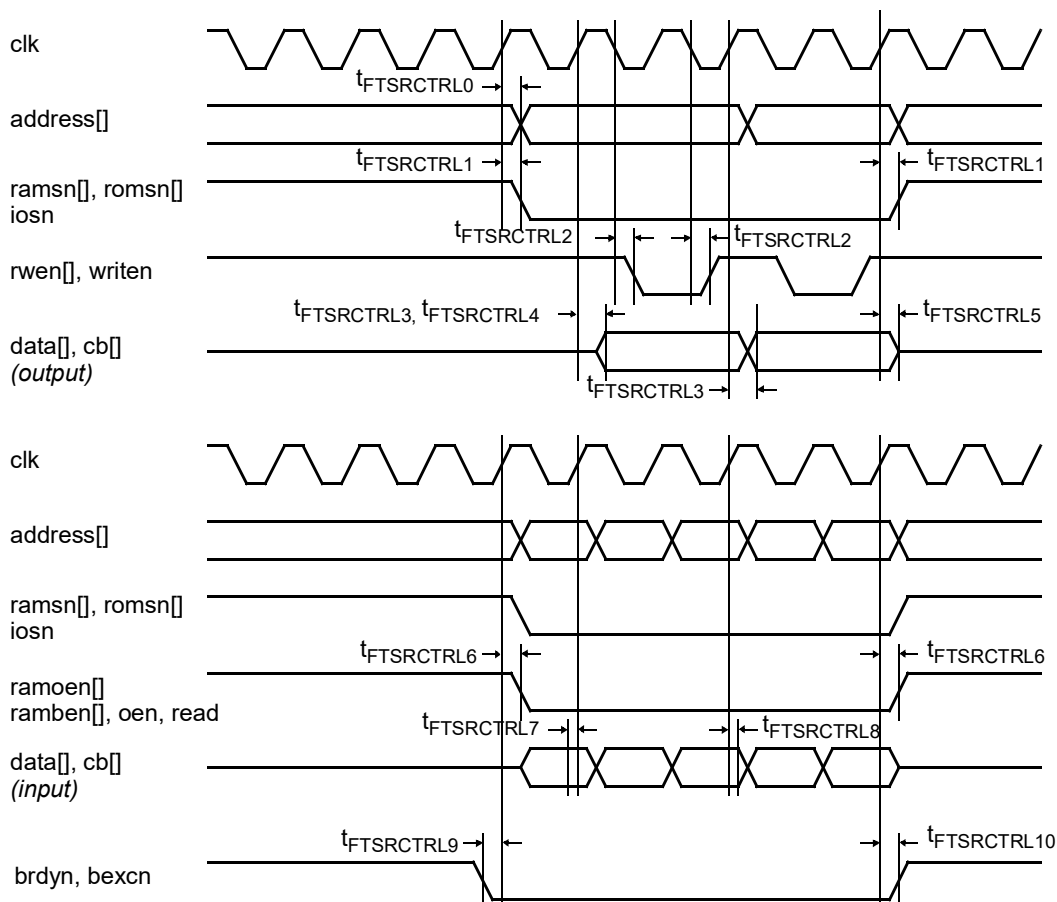 clk
tFTSRCTRL0
address[]
tFTSRCTRL1 tFTSRCTRL1
ramsn[], romsn[]
iosn
tFTSRCTRL2 tFTSRCTRL2
rwen[], writen
tFTSRCTRL3, tFTSRCTRL4 tFTSRCTRL5
data[], cb[]
(output)
tFTSRCTRL3
clk
address[]
ramsn[], romsn[]
iosn
tFTSRCTRL6 tFTSRCTRL6
ramoen[]
ramben[], oen, read
tFTSRCTRL7 tFTSRCTRL8
data[], cb[]
(input)
tFTSRCTRL9 tFTSRCTRL10
brdyn, bexcn